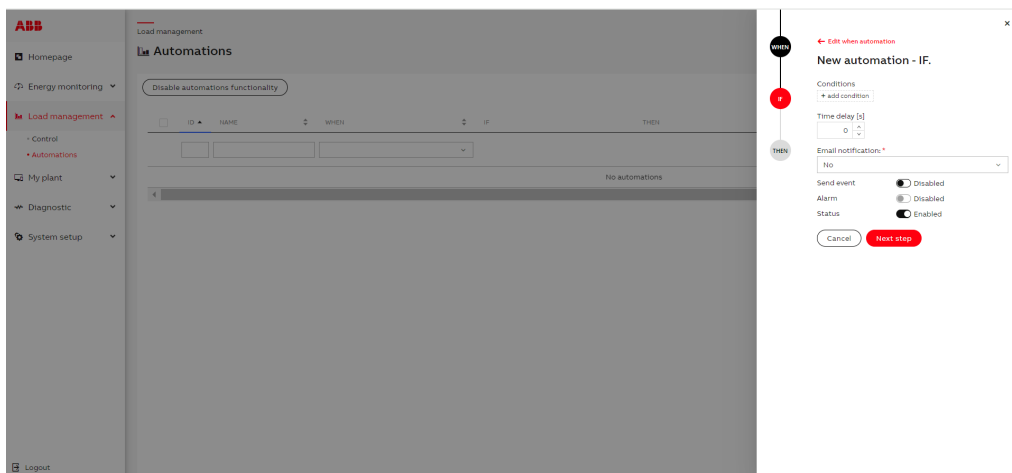 ABB
Homepage
Energy monitoring
Load management
- Control
• Automations
My plant
Diagnostic
System setup
Logout
Load management
Automations
Disable automations functionality
ID NAME WHEN IF THEN
No automations
WHEN
IF
THEN
×
← Edit when automation
New automation - IF.
Conditions
+ add condition
Time delay [s]
0
Email notification: *
No
Send event Disabled
Alarm Disabled
Status Enabled
Cancel Next step